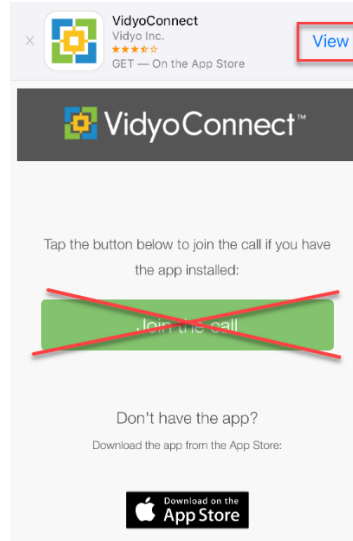 VidyoConnect
Vidyo Inc.
GET — On the App Store
View
VidyoConnect™
Tap the button below to join the call if you have
the app installed:
Join the call
Don't have the app?
Download the app from the App Store:
Download on the
App Store